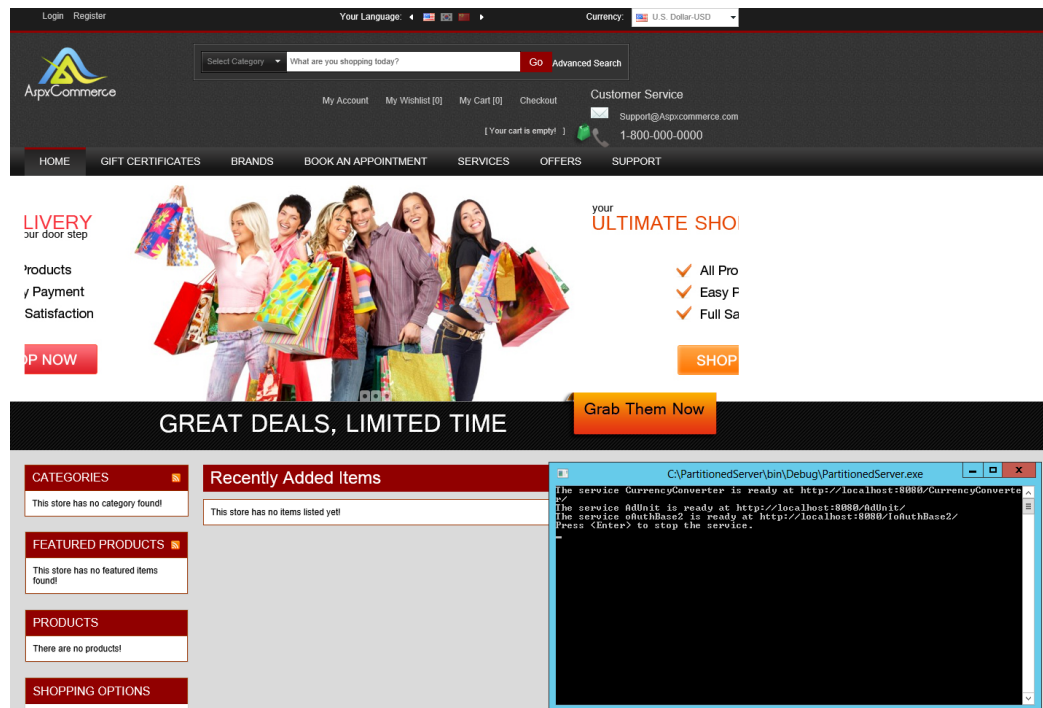 Login Register
Your Language:
Currency: U.S. Dollar-USD
AspxCommerce
Select Category What are you shopping today? Go Advanced Search
My Account My Wishlist [0] My Cart [0] Checkout
[ Your cart is empty! ]
Customer Service
Support@Aspxcommerce.com
1-800-000-0000
HOME GIFT CERTIFICATES BRANDS BOOK AN APPOINTMENT SERVICES OFFERS SUPPORT
LIVERY
our door step
Products
y Payment
Satisfaction
OP NOW
your
ULTIMATE SHO
All Pro
Easy P
Full Sa
SHOP
GREAT DEALS, LIMITED TIME
Grab Them Now
CATEGORIES
This store has no category found!
FEATURED PRODUCTS
This store has no featured items
found!
PRODUCTS
There are no products!
SHOPPING OPTIONS
Recently Added Items
This store has no items listed yet!
C:\PartitionedServer\bin\Debug\PartitionedServer.exe
The service CurrencyConverter is ready at http://localhost:8080/CurrencyConverte
r/
The service AdUnit is ready at http://localhost:8080/AdUnit/
The service oAuthBase2 is ready at http://localhost:8080/IoAuthBase2/
Press <Enter> to stop the service.